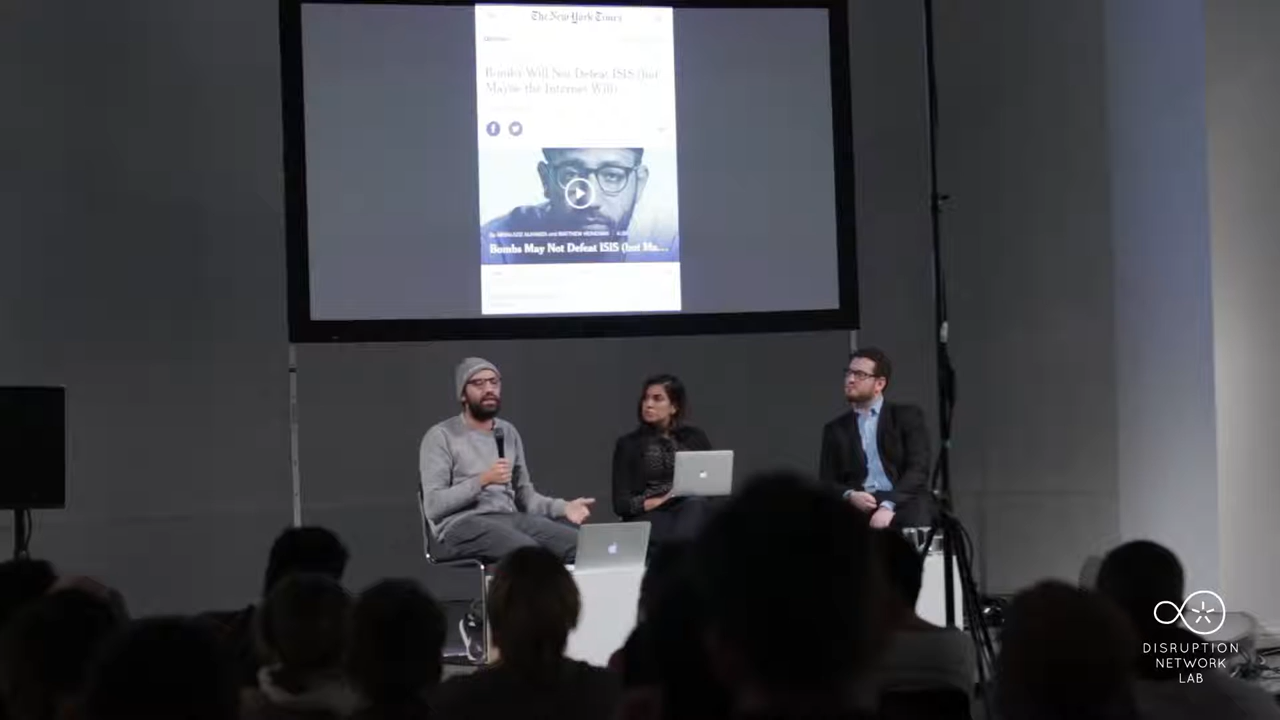 The New York Times
Bombs Will Not Defeat ISIS (but
Maybe the Internet Will)
Bombs May Not Defeat ISIS (but Ma...
DISRUPTION
NETWORK
LAB